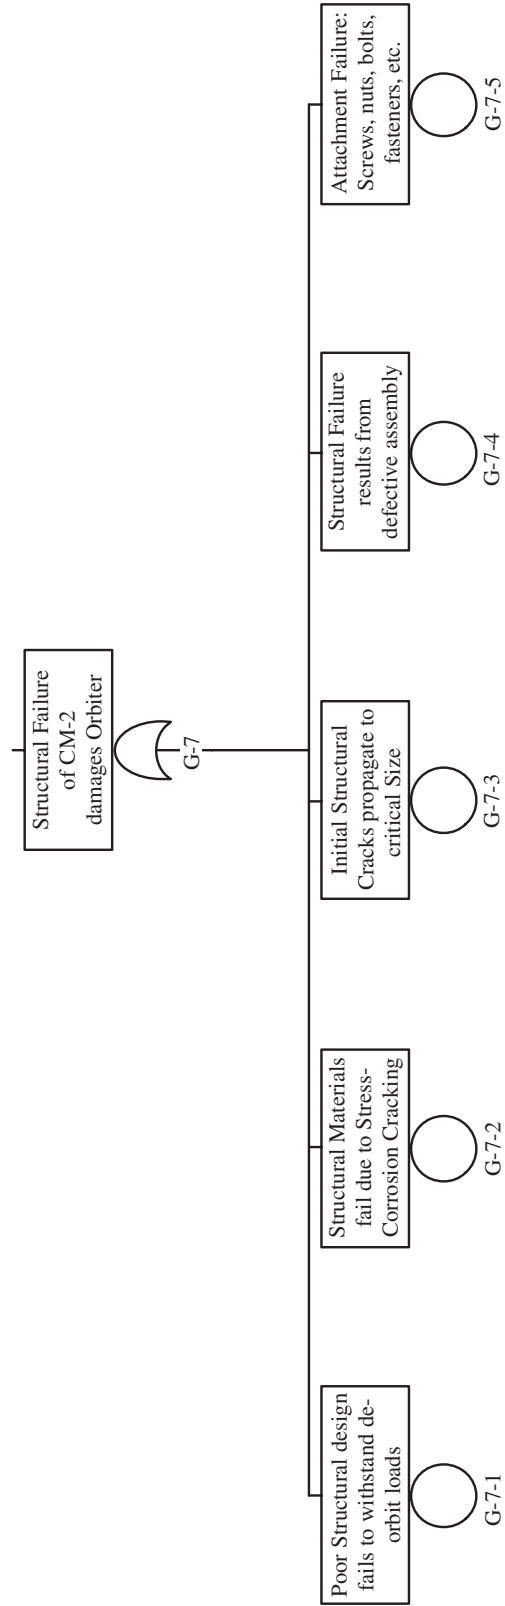 Structural Failure
of CM-2
damages Orbiter
G-7
Poor Structural design
fails to withstand de-
orbit loads
G-7-1
Structural Materials
fail due to Stress-
Corrosion Cracking
G-7-2
Initial Structural
Cracks propagate to
critical Size
G-7-3
Structural Failure
results from
defective assembly
G-7-4
Attachment Failure:
Screws, nuts, bolts,
fasteners, etc.
G-7-5